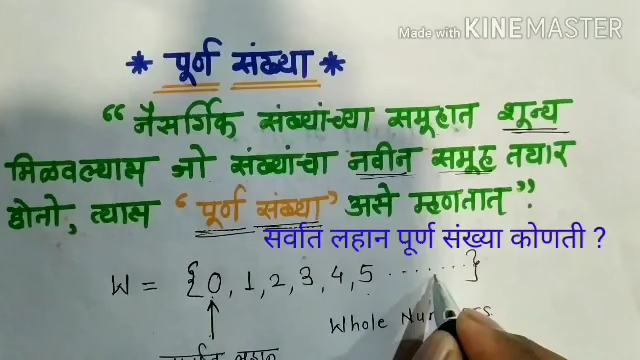 Made with KINEMASTER
* पूर्ण संख्या *
“ नैसर्गिक संख्यांच्या समूहात शून्य
मिळवल्यास जो संख्यांचा नवीन समूह तयार
होतो, त्यास “पूर्ण संख्या” असे म्हणतात”.
सर्वात लहान पूर्ण संख्या कोणती ?
W = {0, 1, 2, 3, 4, 5 ........}
Whole